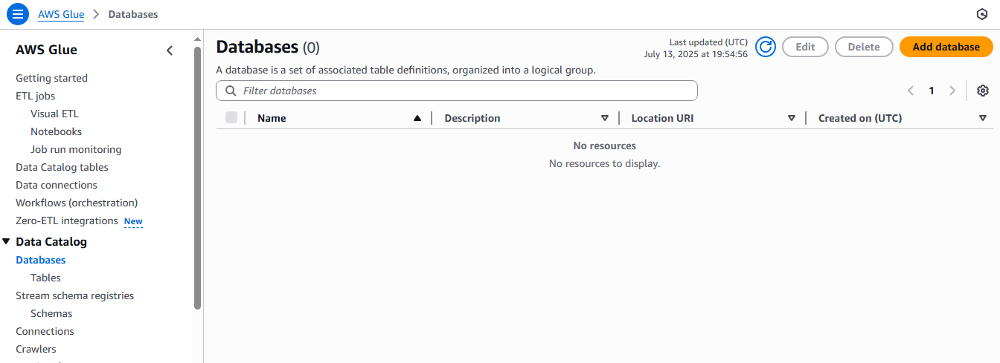 AWS Glue > Databases
AWS Glue
Getting started
ETL jobs
Visual ETL
Notebooks
Job run monitoring
Data Catalog tables
Data connections
Workflows (orchestration)
Zero-ETL integrations New
Data Catalog
Databases
Tables
Stream schema registries
Schemas
Connections
Crawlers
Databases (0)
Last updated (UTC)
July 13, 2025 at 19:54:56
Edit
Delete
Add database
A database is a set of associated table definitions, organized into a logical group.
Filter databases
1
Name Description Location URI Created on (UTC)
No resources
No resources to display.